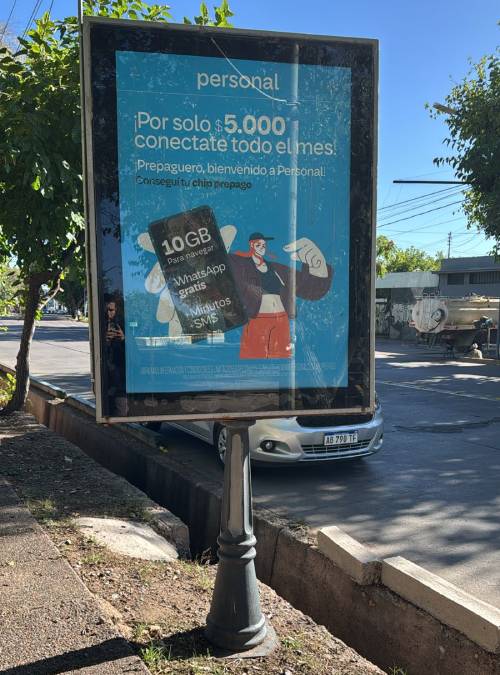 personal
¡Por solo $5.000*
conectate todo el mes!
¡Prepaguero, bienvenido a Personal!
Conseguí tu chip prepago
10GB
Para navegar
WhatsApp
gratis
Minutos
SMS
AB 790 TF